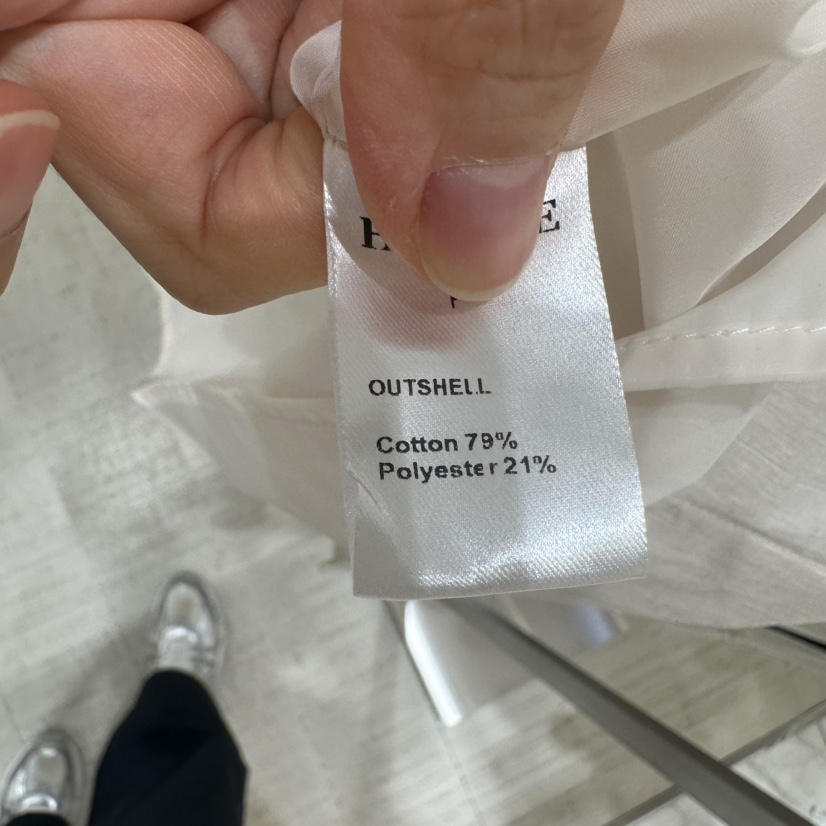 OUTSHELL
Cotton 79%
Polyester 21%